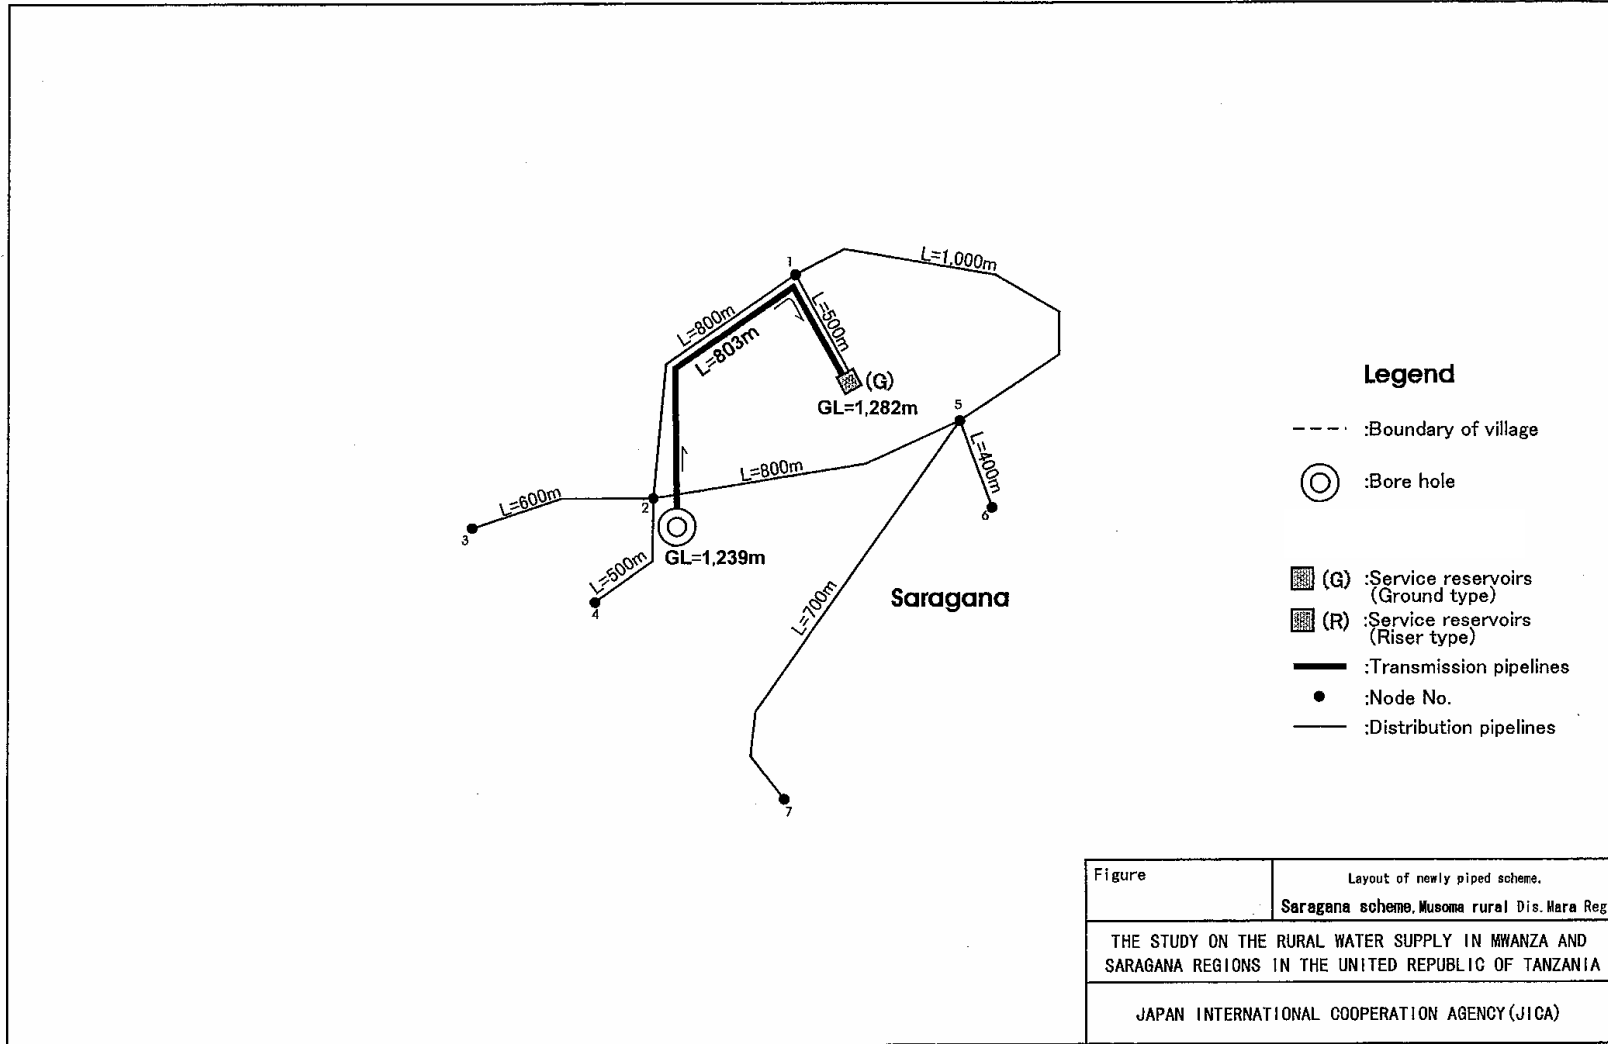 1
L=1,000m
L=800m
L=500m
L=803m
(G)
GL=1,282m
5
L=400m
L=800m
L=600m
2
3
6
GL=1,239m
L=500m
4
Saragana
L=700m
7
Legend
:Boundary of village
:Bore hole
(G) :Service reservoirs
(Ground type)
(R) :Service reservoirs
(Riser type)
:Transmission pipelines
:Node No.
:Distribution pipelines
Figure
Layout of newly piped scheme.
Saragana scheme, Musoma rural Dis. Mara Reg
THE STUDY ON THE RURAL WATER SUPPLY IN MWANZA AND
SARAGANA REGIONS IN THE UNITED REPUBLIC OF TANZANIA
JAPAN INTERNATIONAL COOPERATION AGENCY(JICA)